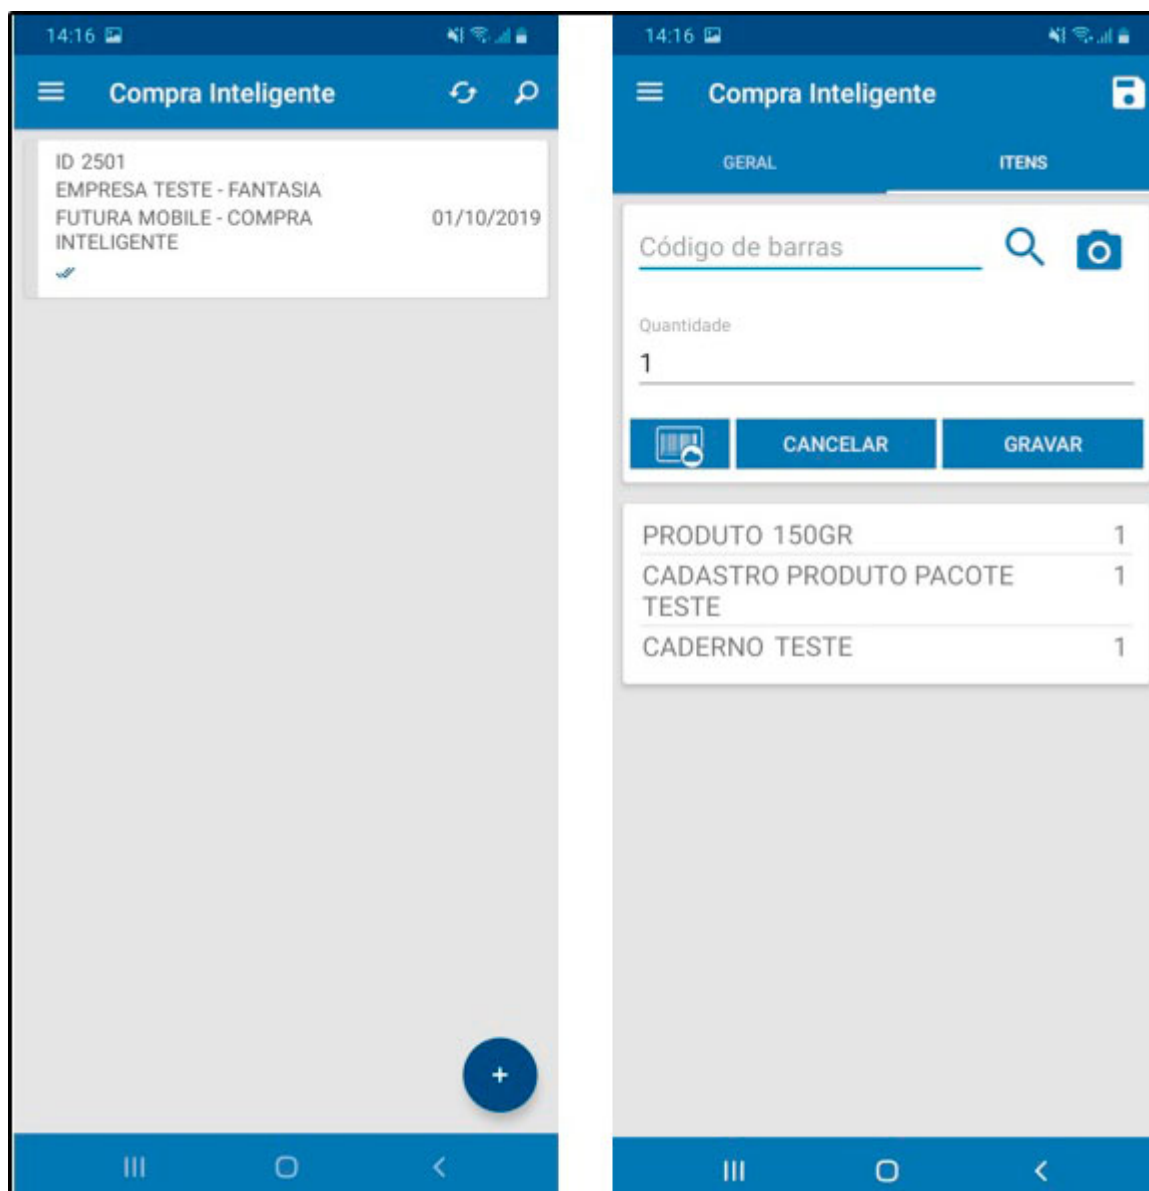 14:16
Compra Inteligente
ID 2501
EMPRESA TESTE - FANTASIA
FUTURA MOBILE - COMPRA
INTELIGENTE
01/10/2019
14:16
Compra Inteligente
GERAL
ITENS
Código de barras
Quantidade
1
CANCELAR
GRAVAR
PRODUTO 150GR 1
CADASTRO PRODUTO PACOTE 1
TESTE
CADERNO TESTE 1